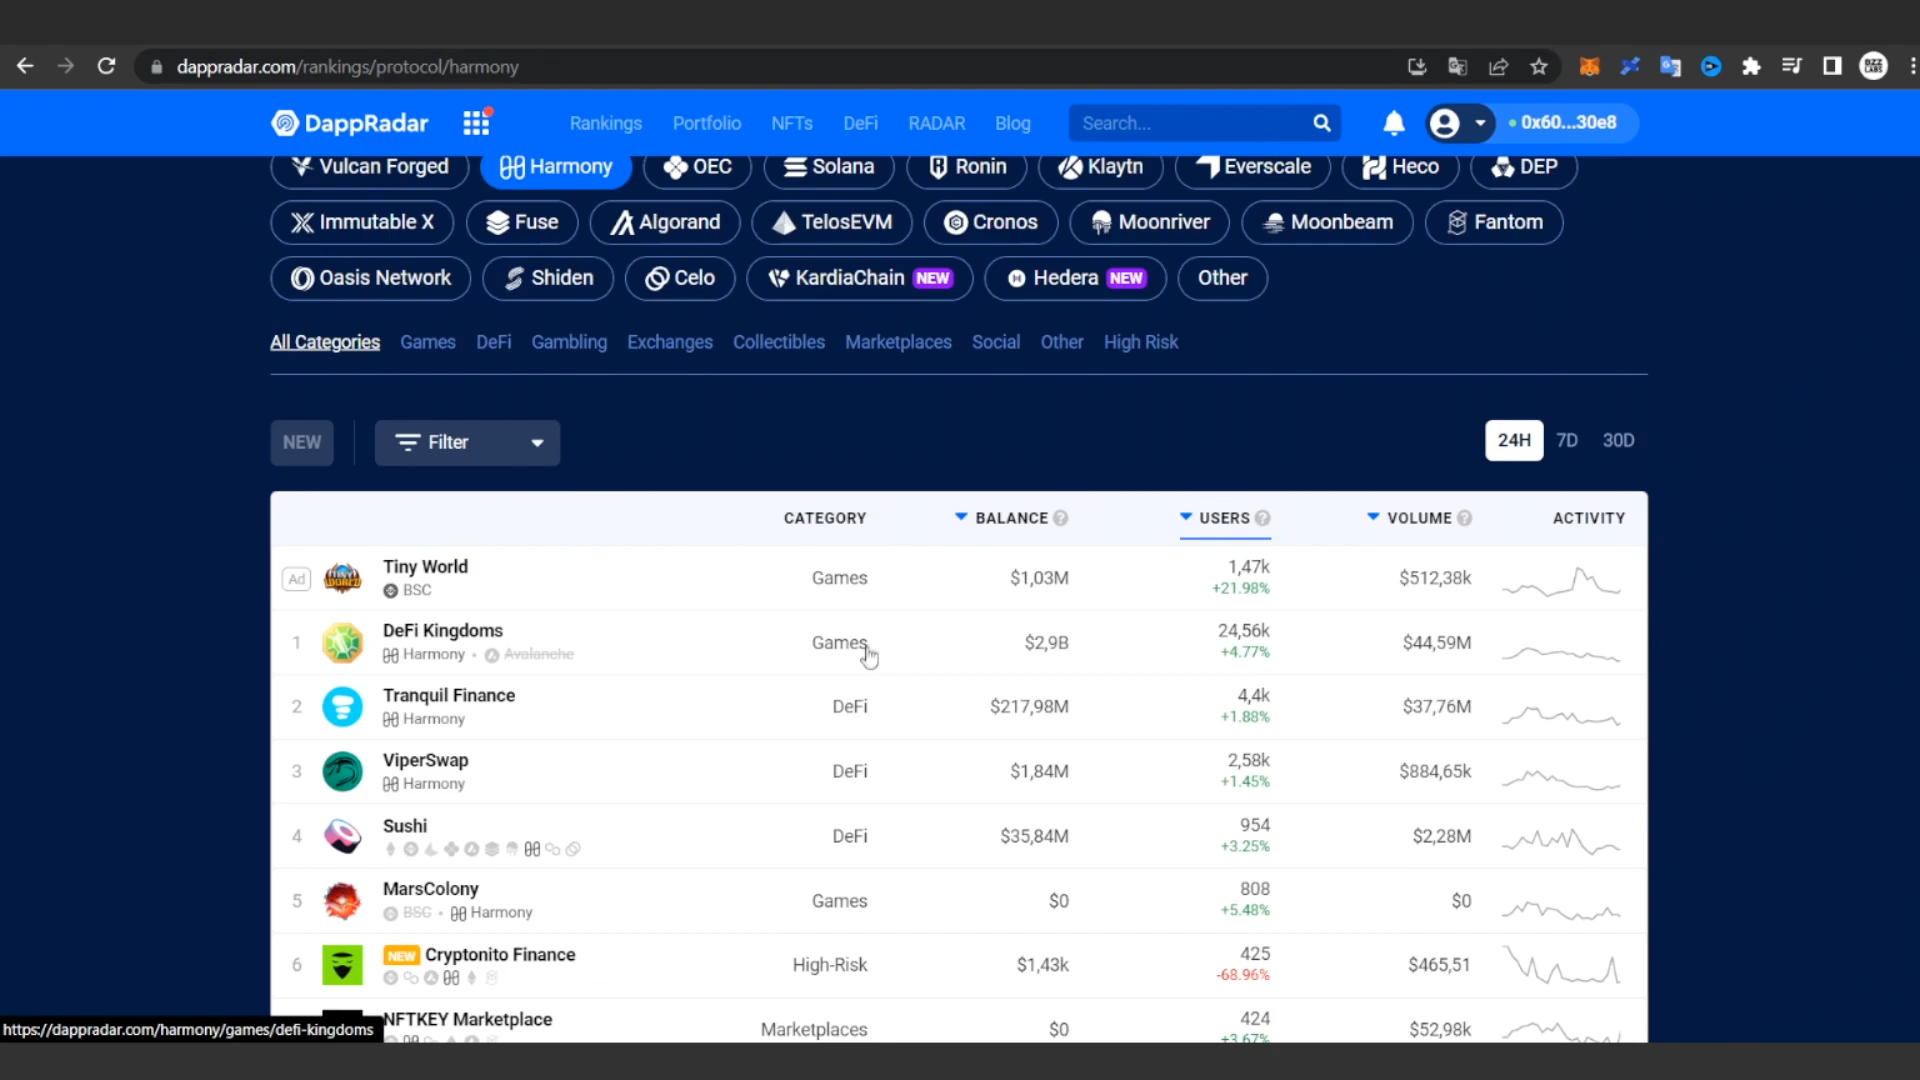 dappradar.com/rankings/protocol/harmony
BZZ LABS
DappRadar Rankings Portfolio NFTs DeFi RADAR Blog Search... 0x60...30e8
Vulcan Forged Harmony OEC Solana Ronin Klaytn Everscale Heco DEP
Immutable X Fuse Algorand TelosEVM Cronos Moonriver Moonbeam Fantom
Oasis Network Shiden Celo KardiaChain NEW Hedera NEW Other
All Categories Games DeFi Gambling Exchanges Collectibles Marketplaces Social Other High Risk
NEW Filter 24H 7D 30D
CATEGORY BALANCE ? USERS ? VOLUME ? ACTIVITY
Ad Tiny World Games $1,03M 1,47k $512,38k
BSC +21.98%
1 DeFi Kingdoms Games $2,9B 24,56k $44,59M
Harmony • Avalanche +4.77%
2 Tranquil Finance DeFi $217,98M 4,4k $37,76M
Harmony +1.88%
3 ViperSwap DeFi $1,84M 2,58k $884,65k
Harmony +1.45%
4 Sushi DeFi $35,84M 954 $2,28M
+3.25%
5 MarsColony Games $0 808 $0
BSC • Harmony +5.48%
6 NEW Cryptonito Finance High-Risk $1,43k 425 $465,51
-68.96%
NFTKEY Marketplace Marketplaces $0 424 $52,98k
+3.67%
https://dappradar.com/harmony/games/defi-kingdoms